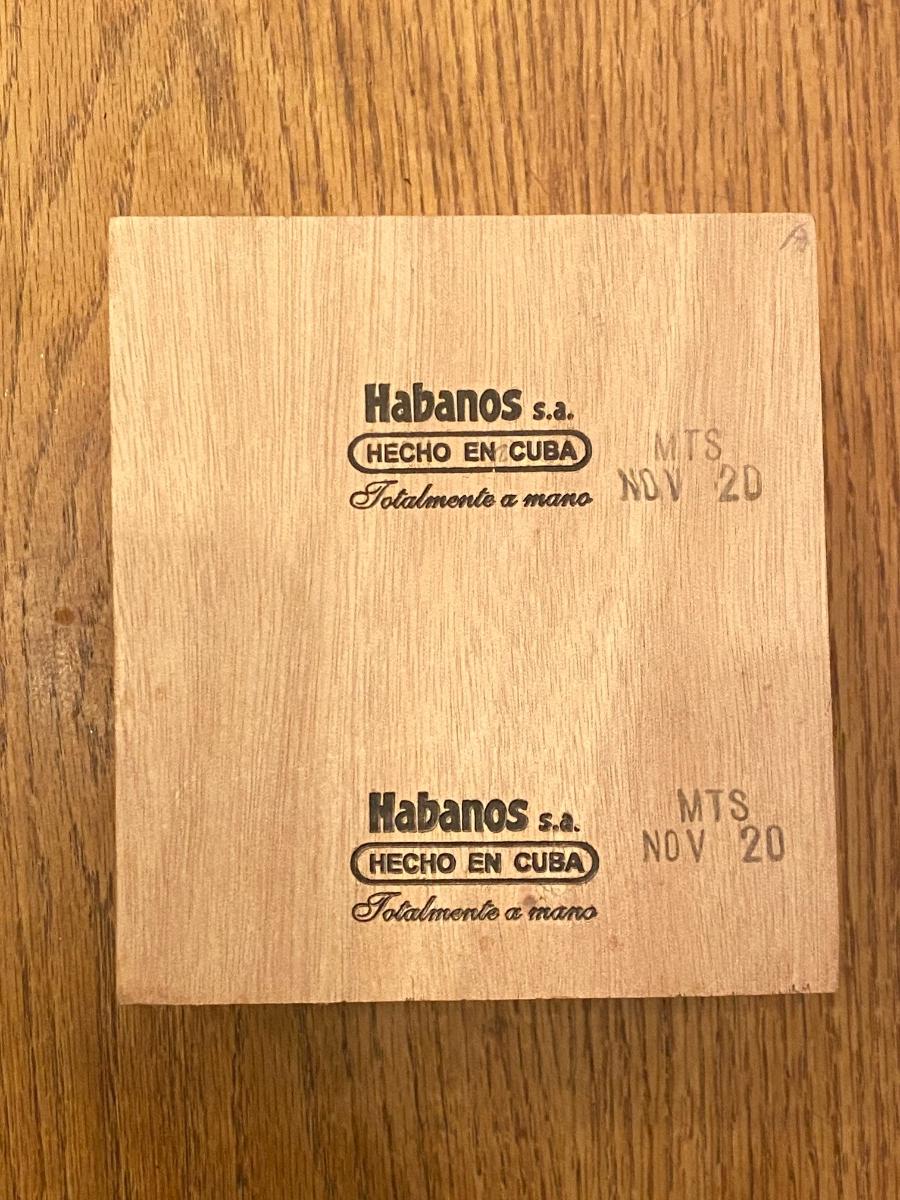 Habanos s.a.
HECHO EN CUBA
Totalmente a mano
MTS
NOV 20
Habanos s.a.
HECHO EN CUBA
Totalmente a mano
MTS
NOV 20